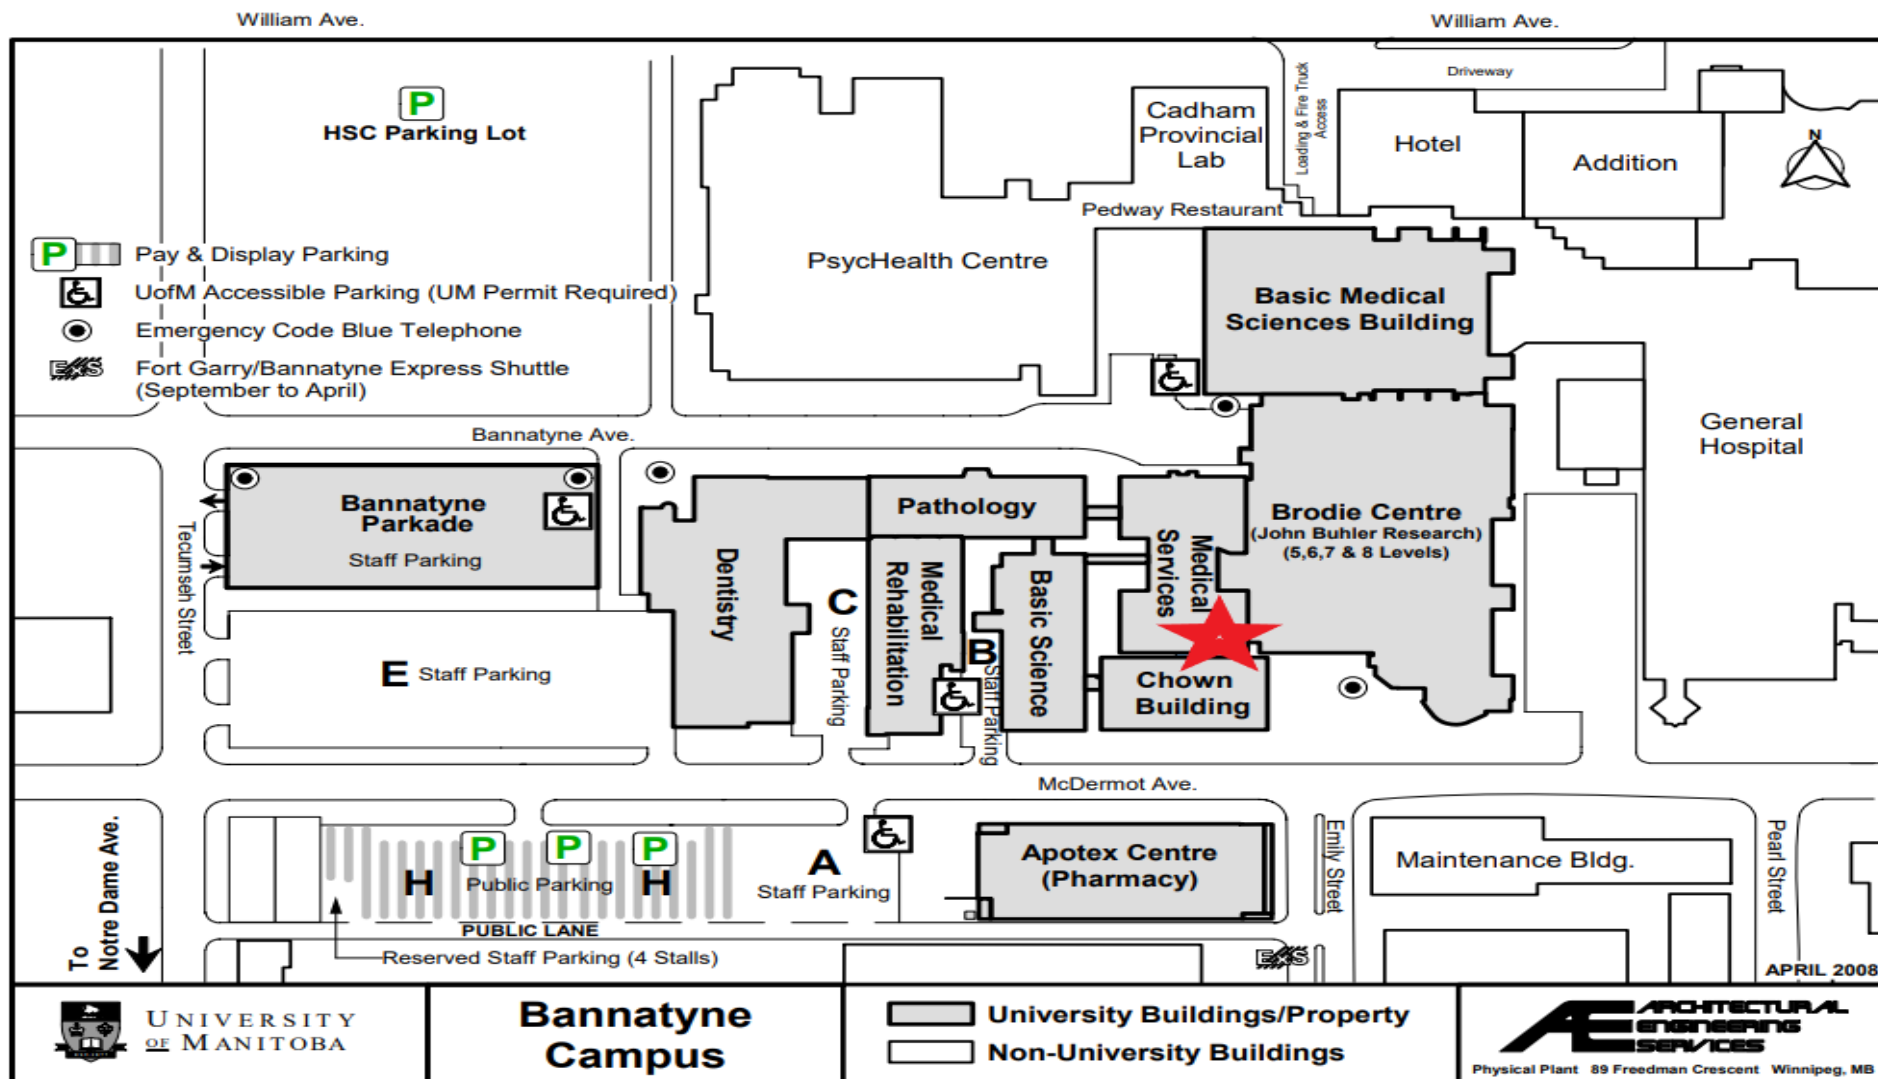 William Ave.
William Ave.
Driveway
Loading & Fire Truck
Access
P
HSC Parking Lot
Cadham
Provincial
Lab
Hotel
Addition
N
Pedway Restaurant
P
Pay & Display Parking
UofM Accessible Parking (UM Permit Required)
Emergency Code Blue Telephone
EXS
Fort Garry/Bannatyne Express Shuttle
(September to April)
PsycHealth Centre
Basic Medical
Sciences Building
General
Hospital
Bannatyne Ave.
Bannatyne
Parkade
Staff Parking
Tecumseh Street
Dentistry
Pathology
Medical
Rehabilitation
Basic Science
Medical
Services
Brodie Centre
(John Buhler Research)
(5,6,7 & 8 Levels)
C
Staff Parking
B
Staff Parking
E Staff Parking
Chown
Building
McDermot Ave.
To
Notre Dame Ave.
P
P
P
H
Public Parking
H
A
Staff Parking
Apotex Centre
(Pharmacy)
Emily Street
Maintenance Bldg.
Pearl Street
PUBLIC LANE
Reserved Staff Parking (4 Stalls)
EXS
APRIL 2008
UNIVERSITY
OF MANITOBA
Bannatyne
Campus
University Buildings/Property
Non-University Buildings
AE
ARCHITECTURAL
ENGINEERING
SERVICES
Physical Plant 89 Freedman Crescent Winnipeg, MB